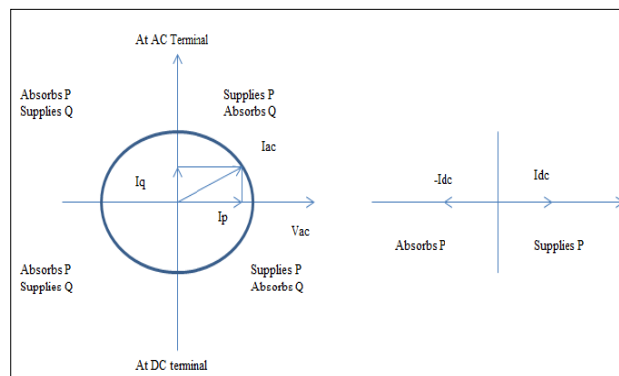 At AC Terminal
Absorbs P
Supplies Q
Supplies P
Absorbs Q
Iac
Iq
Ip
Vac
Absorbs P
Supplies Q
Supplies P
Absorbs Q
At DC terminal
-Idc
Idc
Absorbs P
Supplies P